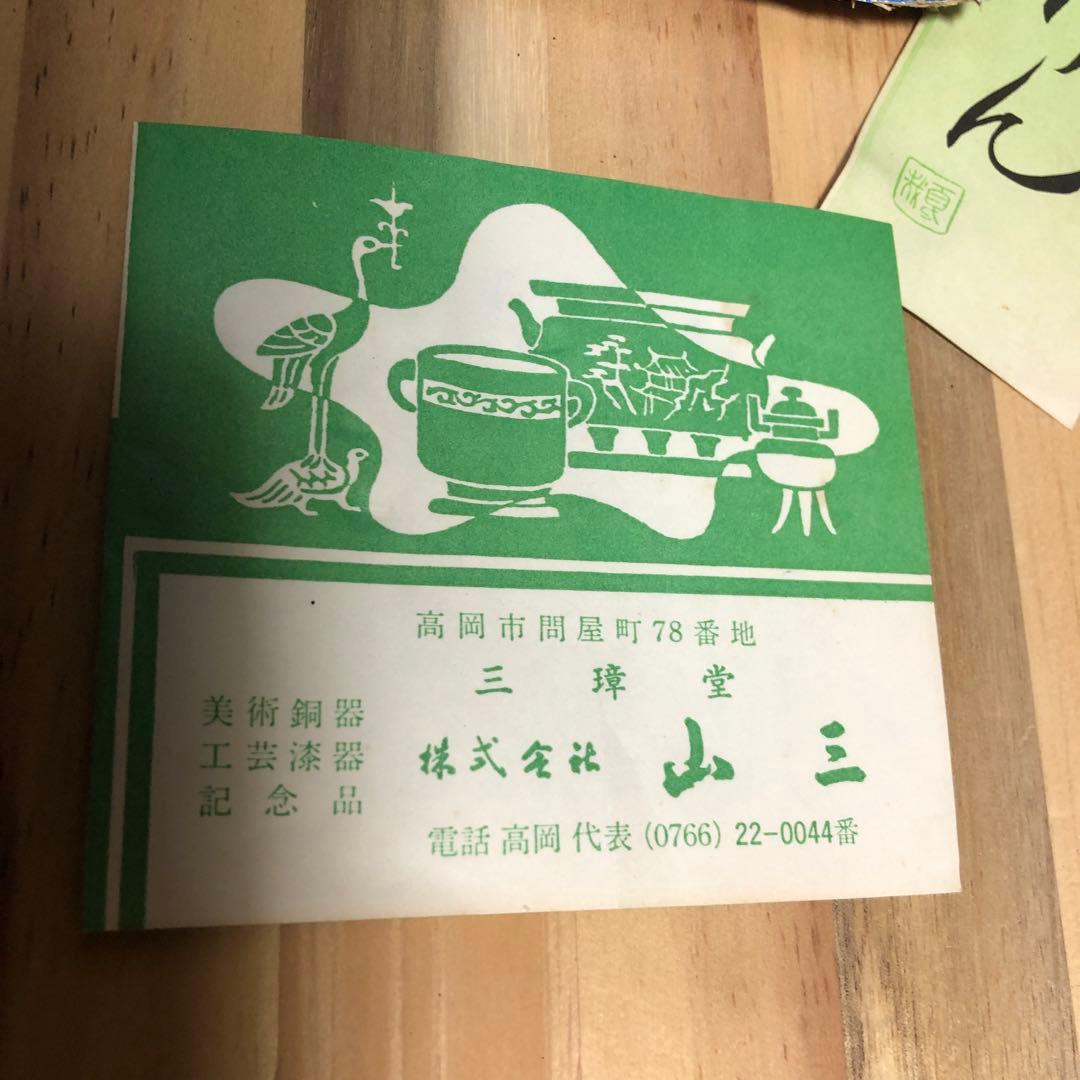 高岡市問屋町78番地
三璋堂
美術銅器
工芸漆器
記念品
株式会社 山三
電話 高岡 代表 (0766) 22-0044番
ん